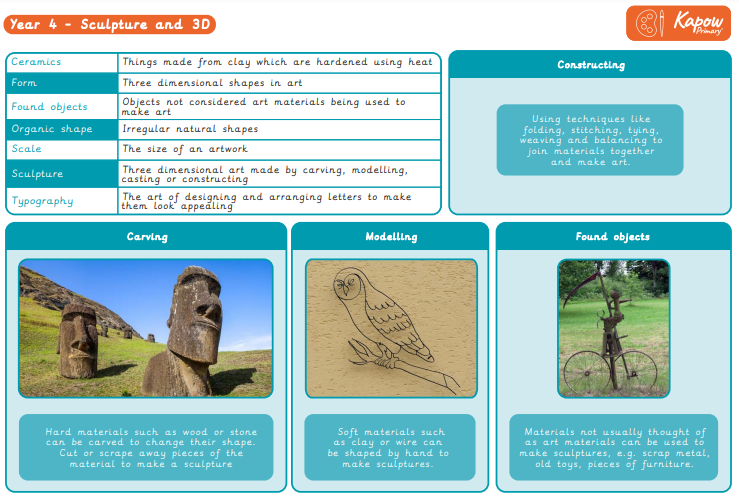 Year 4 - Sculpture and 3D
Kapow
Primary
Ceramics
Things made from clay which are hardened using heat
Form
Three dimensional shapes in art
Found objects
Objects not considered art materials being used to
make art
Organic shape
Irregular natural shapes
Scale
The size of an artwork
Sculpture
Three dimensional art made by carving, modelling,
casting or constructing
Typography
The art of designing and arranging letters to make
them look appealing
Constructing
Using techniques like
folding, stitching, tying,
weaving and balancing to
join materials together
and make art.
Carving
Hard materials such as wood or stone
can be carved to change their shape.
Cut or scrape away pieces of the
material to make a sculpture
Modelling
Soft materials such
as clay or wire can
be shaped by hand to
make sculptures.
Found objects
Materials not usually thought of
as art materials can be used to
make sculptures, e.g. scrap metal,
old toys, pieces of furniture.